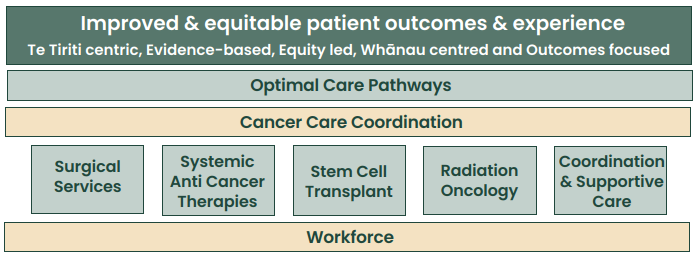 Improved & equitable patient outcomes & experience
Te Tiriti centric, Evidence-based, Equity led, Whānau centred and Outcomes focused
Optimal Care Pathways
Cancer Care Coordination
Surgical
Services
Systemic
Anti Cancer
Therapies
Stem Cell
Transplant
Radiation
Oncology
Coordination
& Supportive
Care
Workforce